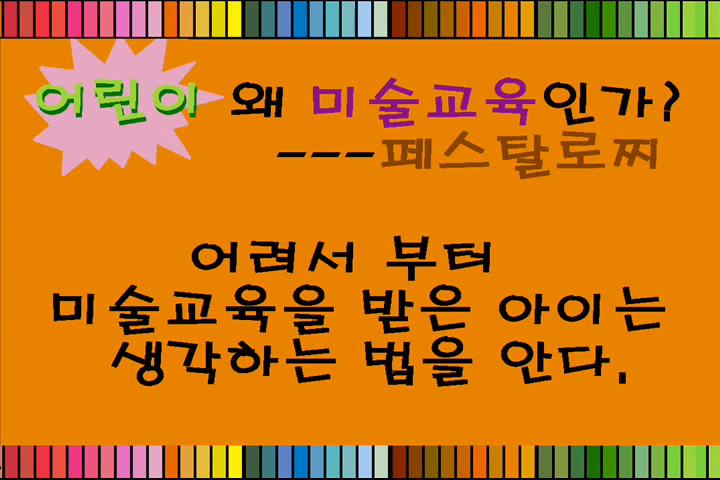 어린이 왜 미술교육인가?
---페스탈로찌
어려서 부터
미술교육을 받은 아이는
생각하는 법을 안다.